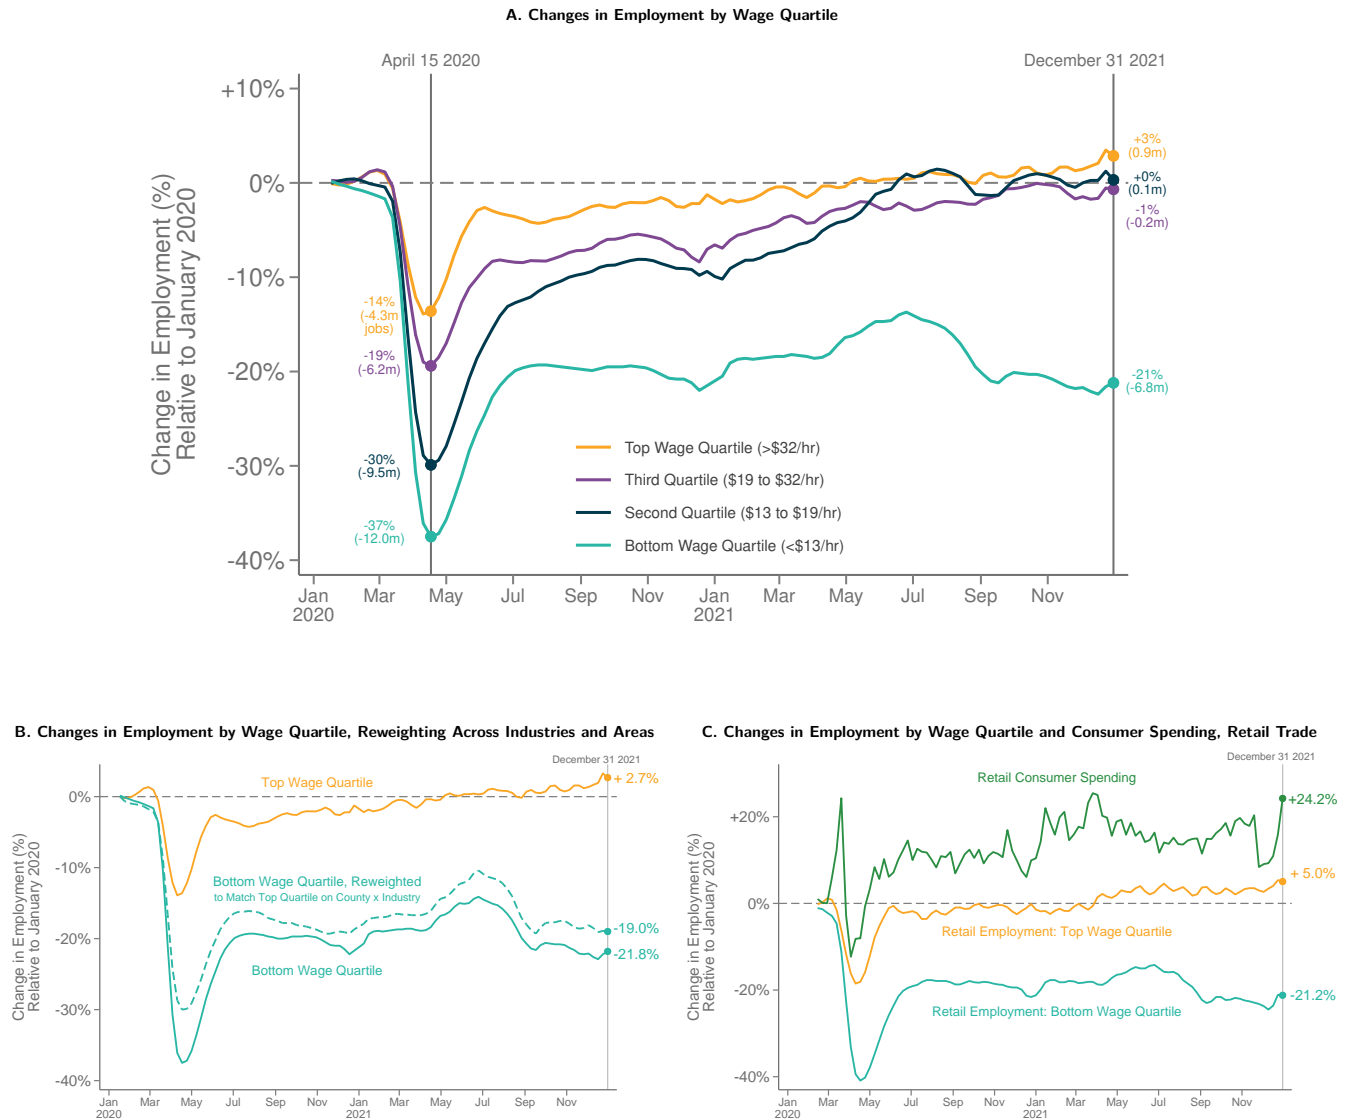 A. Changes in Employment by Wage Quartile
April 15 2020
December 31 2021
+10%
0%
-10%
-20%
-30%
-40%
Change in Employment (%)
Relative to January 2020
+3%
(0.9m)
+0%
(0.1m)
-1%
(-0.2m)
-14%
(-4.3m
jobs)
-19%
(-6.2m)
-21%
(-6.8m)
-30%
(-9.5m)
-37%
(-12.0m)
Top Wage Quartile (>$32/hr)
Third Quartile ($19 to $32/hr)
Second Quartile ($13 to $19/hr)
Bottom Wage Quartile (<$13/hr)
Jan Mar May Jul Sep Nov Jan Mar May Jul Sep Nov
2020 2021
B. Changes in Employment by Wage Quartile, Reweighting Across Industries and Areas
December 31 2021
0%
-10%
-20%
-30%
-40%
Change in Employment (%)
Relative to January 2020
Top Wage Quartile
+ 2.7%
Bottom Wage Quartile, Reweighted
to Match Top Quartile on County x Industry
-19.0%
-21.8%
Bottom Wage Quartile
Jan Mar May Jul Sep Nov Jan Mar May Jul Sep Nov
2020 2021
C. Changes in Employment by Wage Quartile and Consumer Spending, Retail Trade
December 31 2021
+20%
0%
-20%
-40%
Change in Employment (%)
Relative to January 2020
Retail Consumer Spending
+24.2%
+ 5.0%
Retail Employment: Top Wage Quartile
-21.2%
Retail Employment: Bottom Wage Quartile
Jan Mar May Jul Sep Nov Jan Mar May Jul Sep Nov
2020 2021